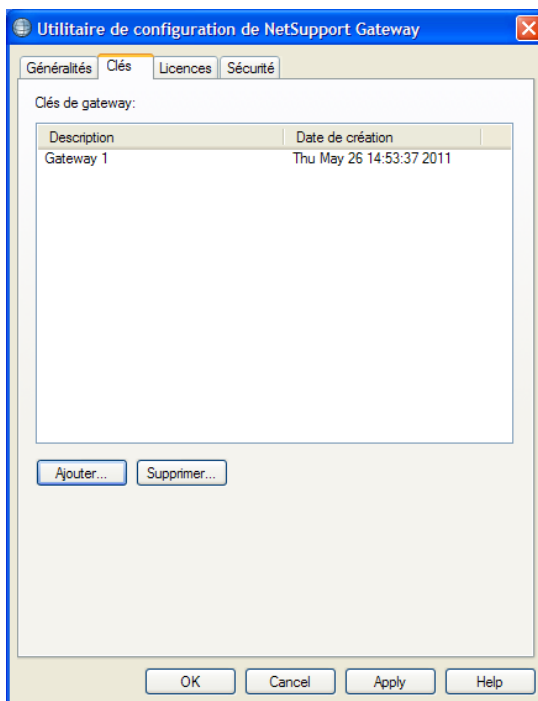 Utilitaire de configuration de NetSupport Gateway
Généralités Clés Licences Sécurité
Clés de gateway:
Description Date de création
Gateway 1 Thu May 26 14:53:37 2011
Ajouter... Supprimer...
OK Cancel Apply Help